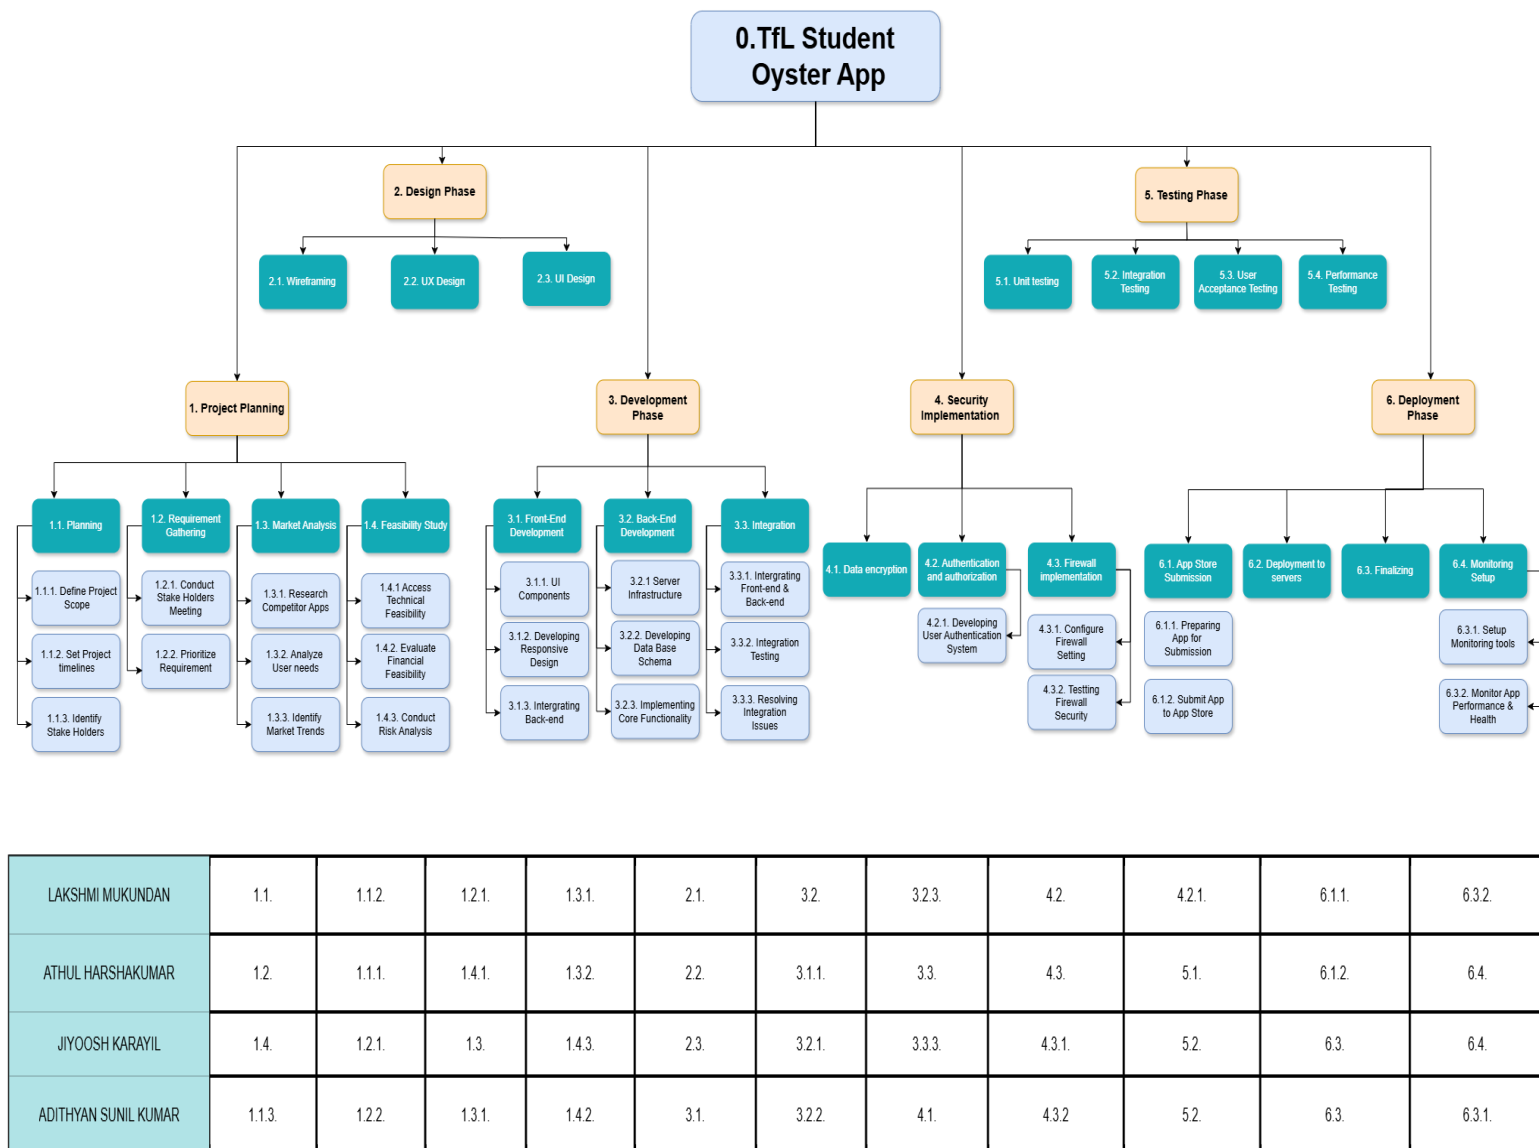 0.TfL Student
Oyster App
2. Design Phase
5. Testing Phase
2.1. Wireframing
2.2. UX Design
2.3. UI Design
5.1. Unit testing
5.2. Integration
Testing
5.3. User
Acceptance Testing
5.4. Performance
Testing
1. Project Planning
3. Development
Phase
4. Security
Implementation
6. Deployment
Phase
1.1. Planning
1.2. Requirement
Gathering
1.3. Market Analysis
1.4. Feasibility Study
3.1. Front-End
Development
3.2. Back-End
Development
3.3. Integration
4.1. Data encryption
4.2. Authentication
and authorization
4.3. Firewall
implementation
6.1. App Store
Submission
6.2. Deployment to
servers
6.3. Finalizing
6.4. Monitoring
Setup
1.1.1. Define Project
Scope
1.1.2. Set Project
timelines
1.1.3. Identify
Stake Holders
1.2.1. Conduct
Stake Holders
Meeting
1.2.2. Prioritize
Requirement
1.3.1. Research
Competitor Apps
1.3.2. Analyze
User needs
1.3.3. Identify
Market Trends
1.4.1 Access
Technical
Feasibility
1.4.2. Evaluate
Financial
Feasibility
1.4.3. Conduct
Risk Analysis
3.1.1. UI
Components
3.1.2. Developing
Responsive
Design
3.1.3. Intergrating
Back-end
3.2.1 Server
Infrastructure
3.2.2. Developing
Data Base
Schema
3.2.3. Implementing
Core Functionality
3.3.1. Intergrating
Front-end &
Back-end
3.3.2. Integration
Testing
3.3.3. Resolving
Integration
Issues
4.2.1. Developing
User Authentication
System
4.3.1. Configure
Firewall
Setting
4.3.2. Testting
Firewall
Security
6.1.1. Preparing
App for
Submission
6.1.2. Submit App
to App Store
6.3.1. Setup
Monitoring tools
6.3.2. Monitor App
Performance &
Health
LAKSHMI MUKUNDAN 1.1. 1.1.2. 1.2.1. 1.3.1. 2.1. 3.2. 3.2.3. 4.2. 4.2.1. 6.1.1. 6.3.2.
ATHUL HARSHAKUMAR 1.2. 1.1.1. 1.4.1. 1.3.2. 2.2. 3.1.1. 3.3. 4.3. 5.1. 6.1.2. 6.4.
JIYOOSH KARAYIL 1.4. 1.2.1. 1.3. 1.4.3. 2.3. 3.2.1. 3.3.3. 4.3.1. 5.2. 6.3. 6.4.
ADITHYAN SUNIL KUMAR 1.1.3. 1.2.2. 1.3.1. 1.4.2. 3.1. 3.2.2. 4.1. 4.3.2 5.2. 6.3. 6.3.1.